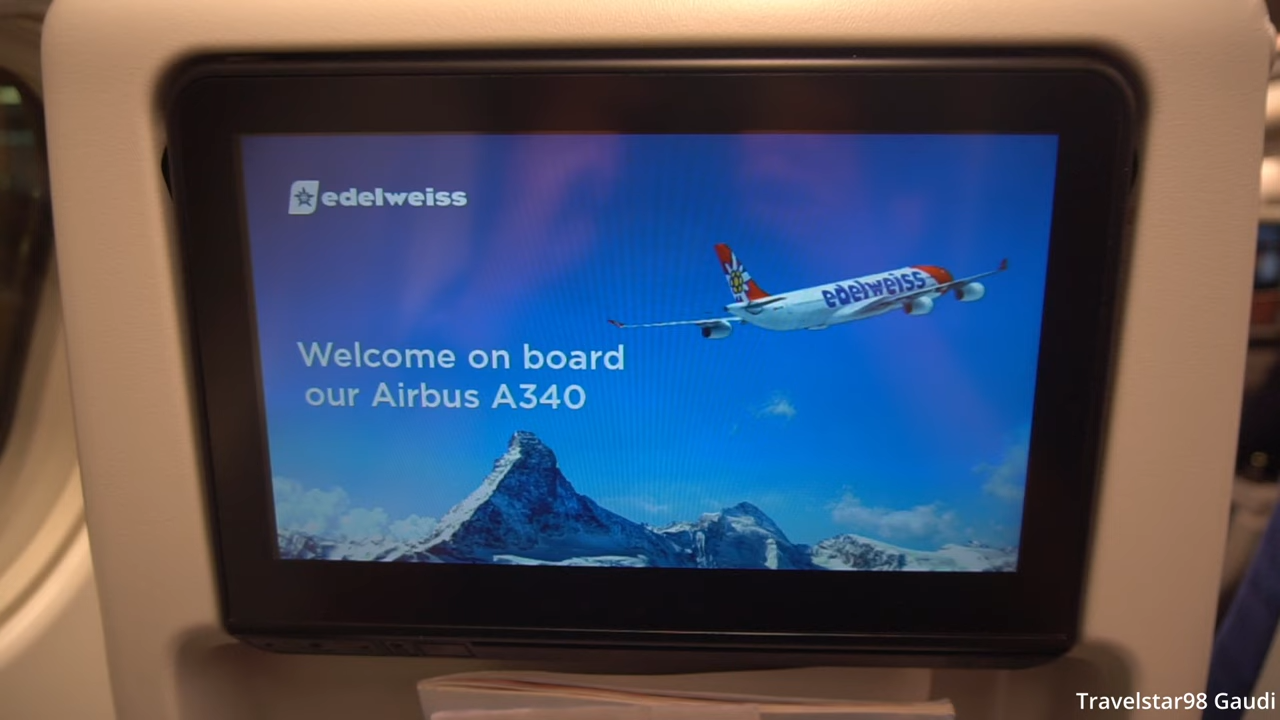 edelweiss
edelweiss
Welcome on board
our Airbus A340
Travelstar98 Gaudi